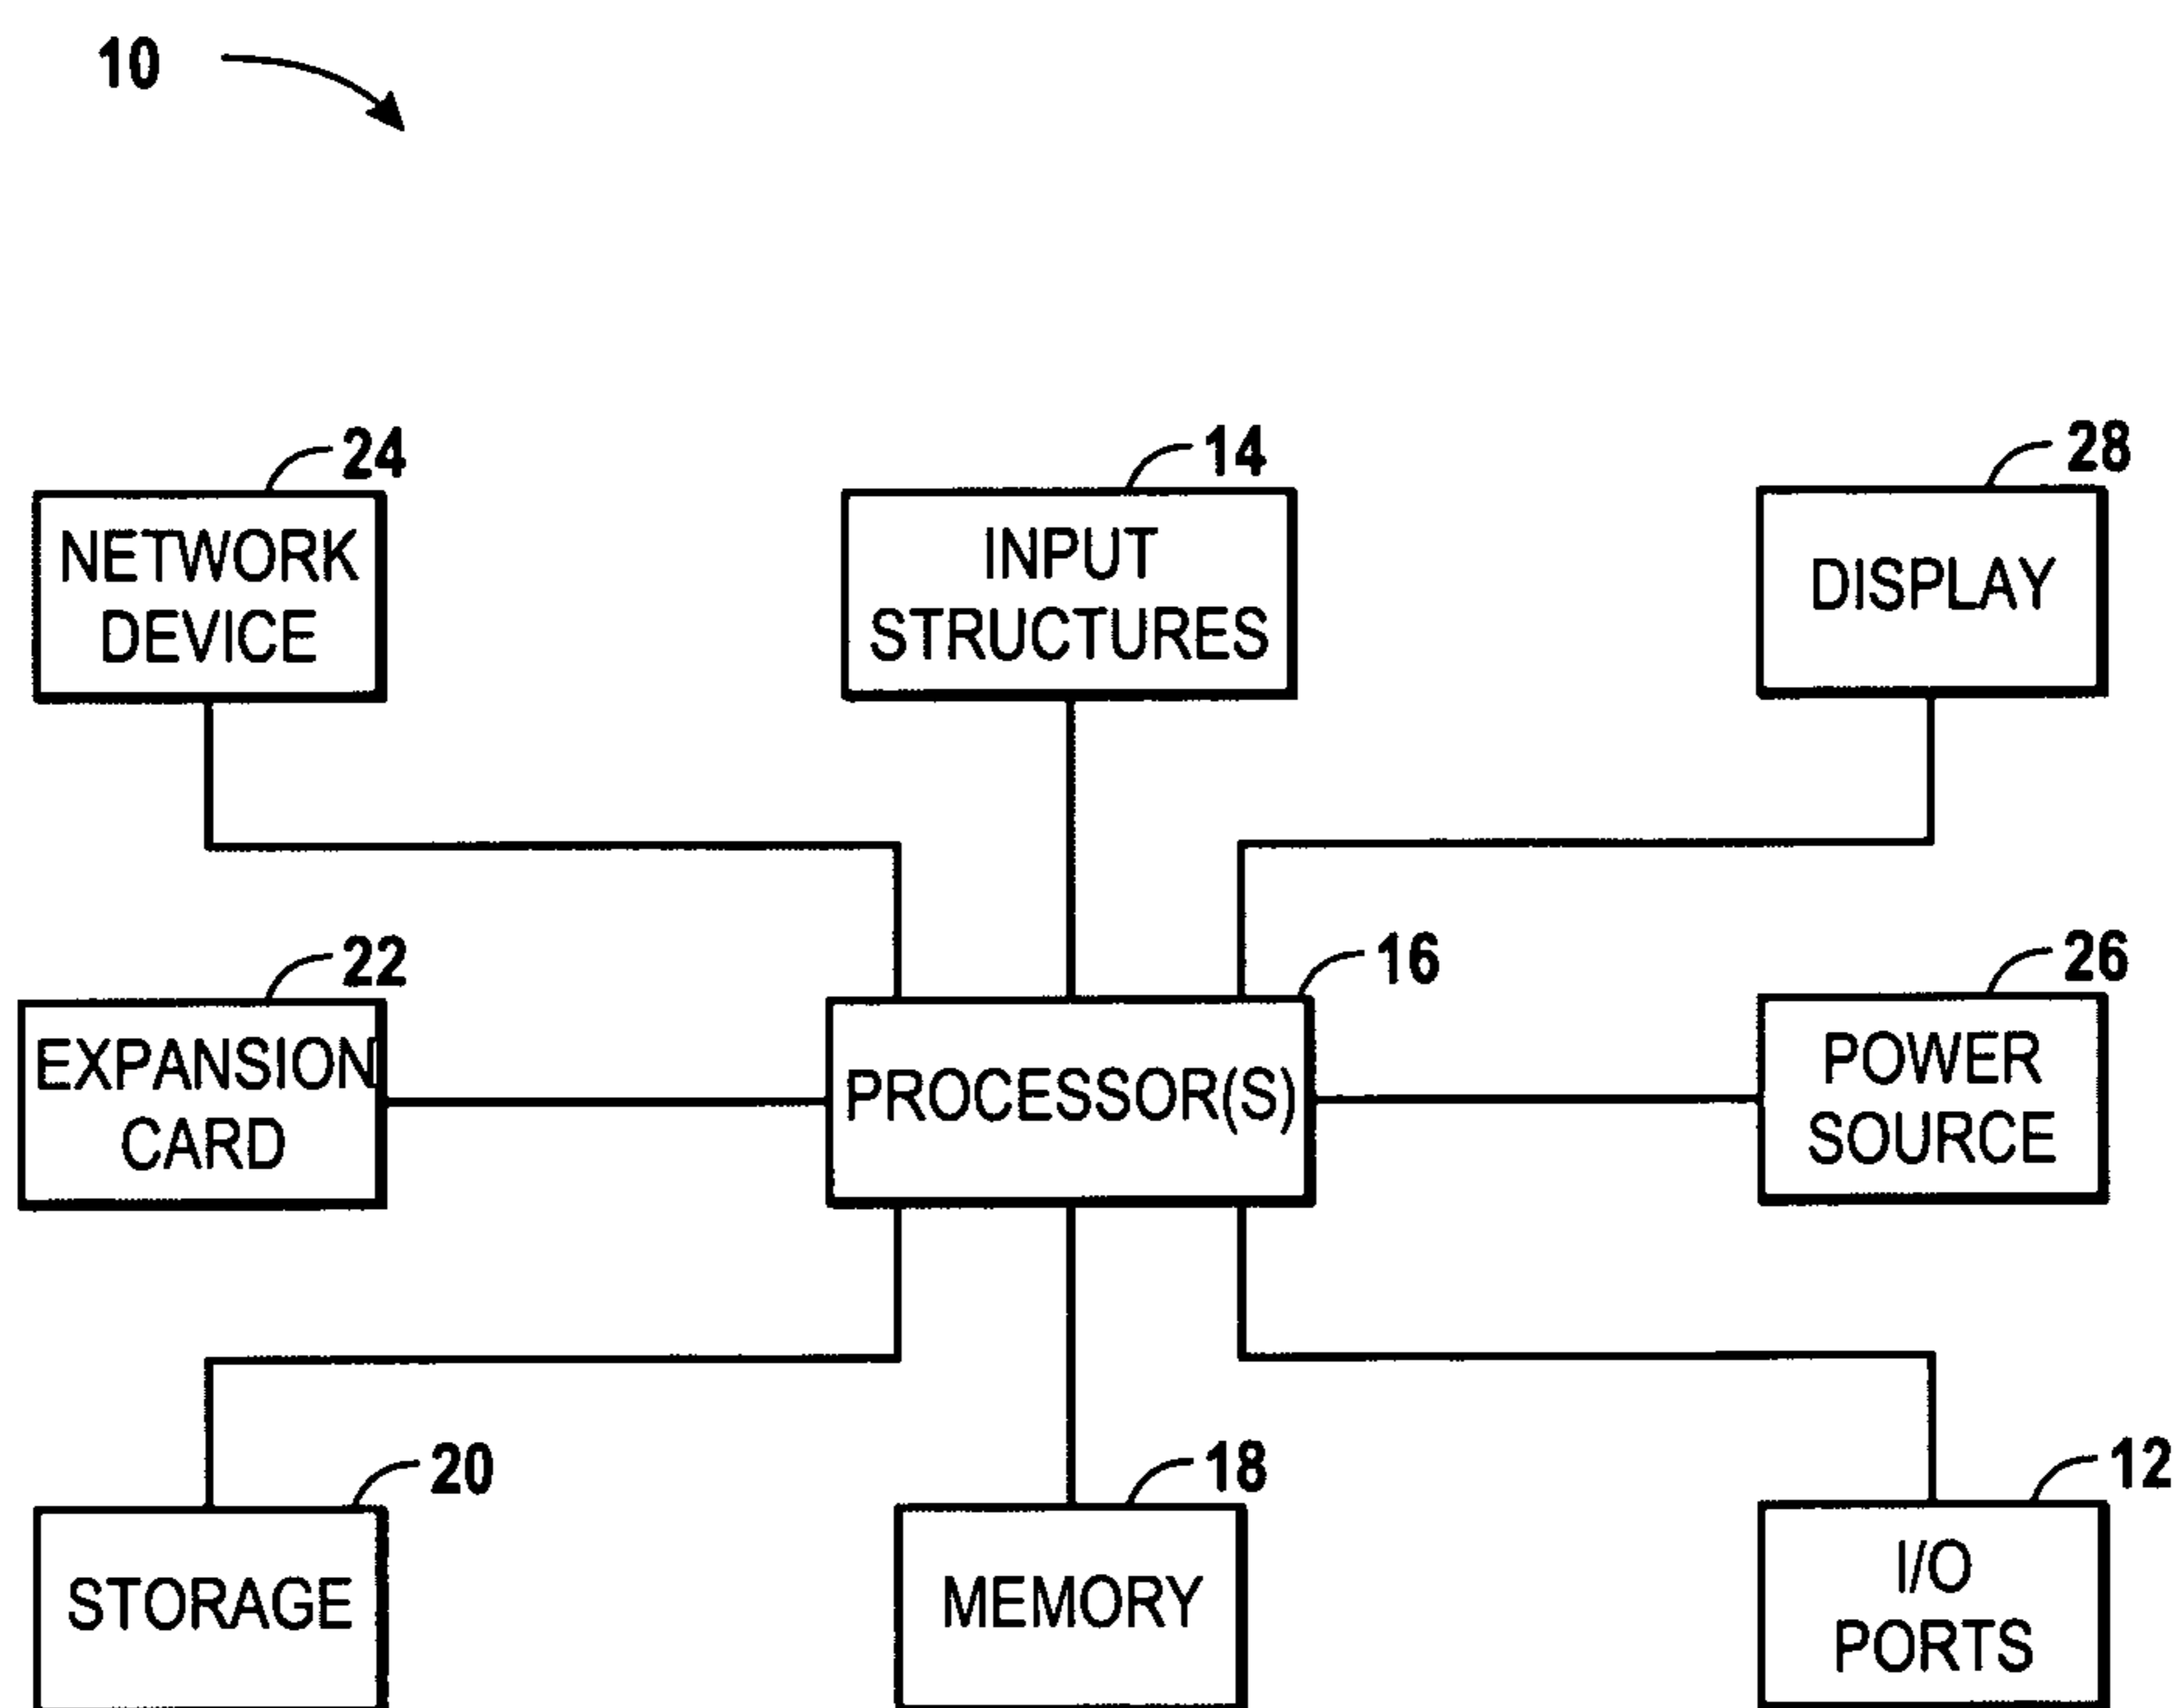 10
24
14
28
NETWORK
DEVICE
INPUT
STRUCTURES
DISPLAY
22
16
26
EXPANSION
CARD
PROCESSOR(S)
POWER
SOURCE
20
18
12
STORAGE
MEMORY
I/O
PORTS